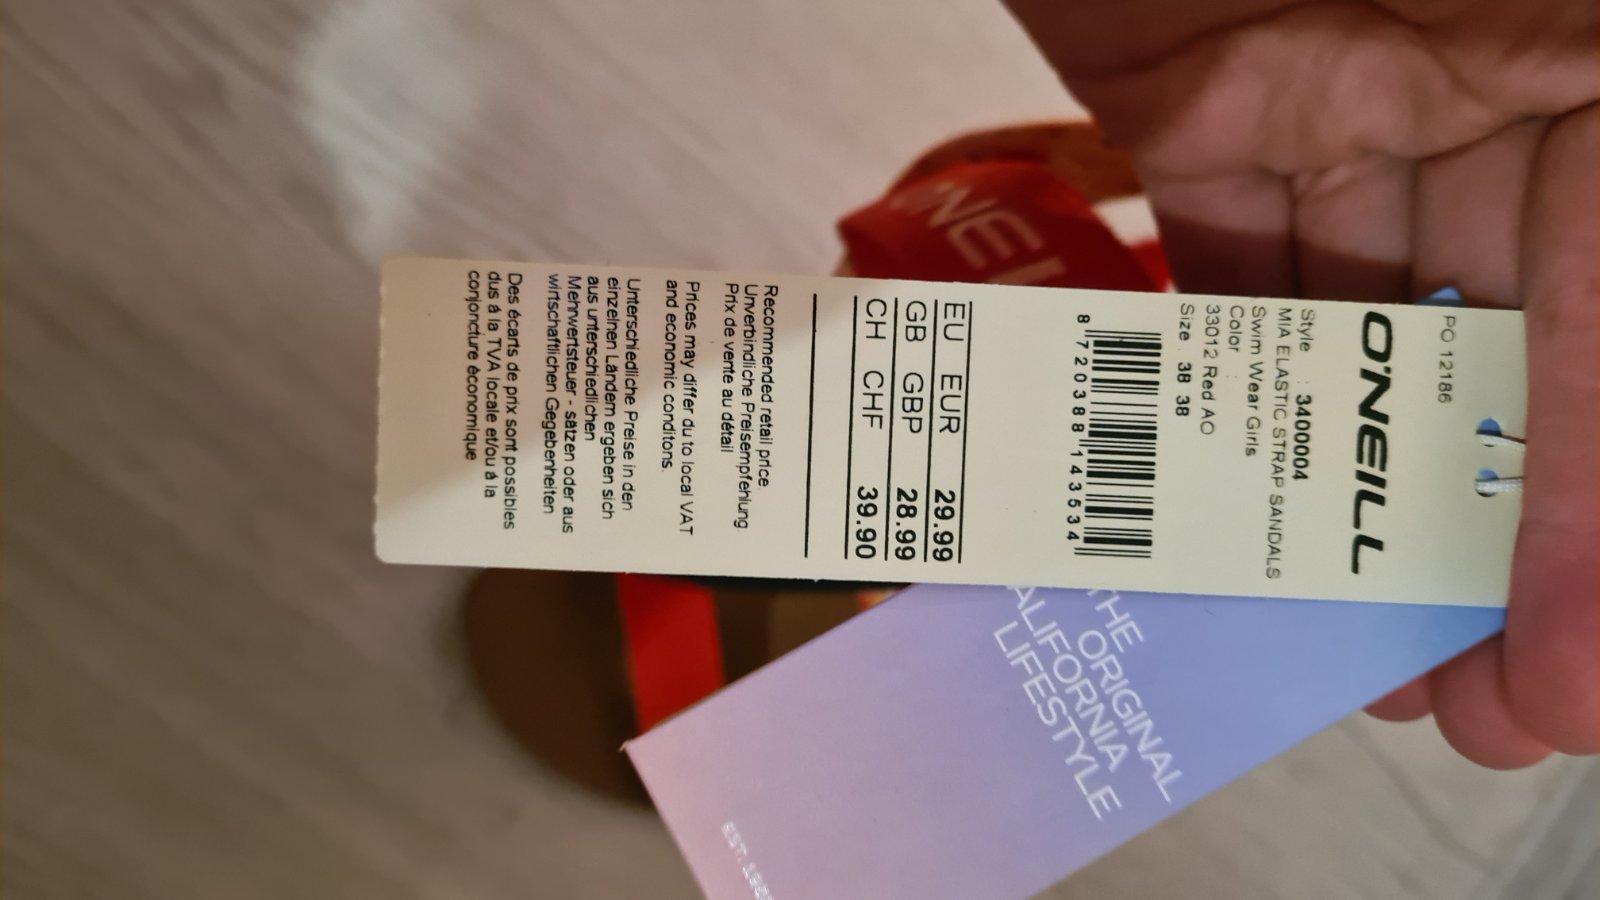 PO 12186
O'NEILL
Style : 3400004
MIA ELASTIC STRAP SANDALS
Swim Wear Girls
Color :
33012 Red AO
Size 38 38
8 720388 143534
EU EUR 29.99
GB GBP 28.99
CH CHF 39.90
Recommended retail price.
Unverbindliche Preisempfehlung
Prix de vente au détail
Prices may differ du to local VAT
and economic conditons.
Unterschiedliche Preise in den
einzelnen Ländern ergeben sich
aus unterschiedlichen
Mehrwertsteuer - sätzen oder aus
wirtschaftlichen Gegebenheiten
Des écarts de prix sont possibles
dus à la TVA locale et/ou à la
conjoncture économique
THE
ORIGINAL
ALIFORNIA
LIFESTYLE
EST.
'NEI